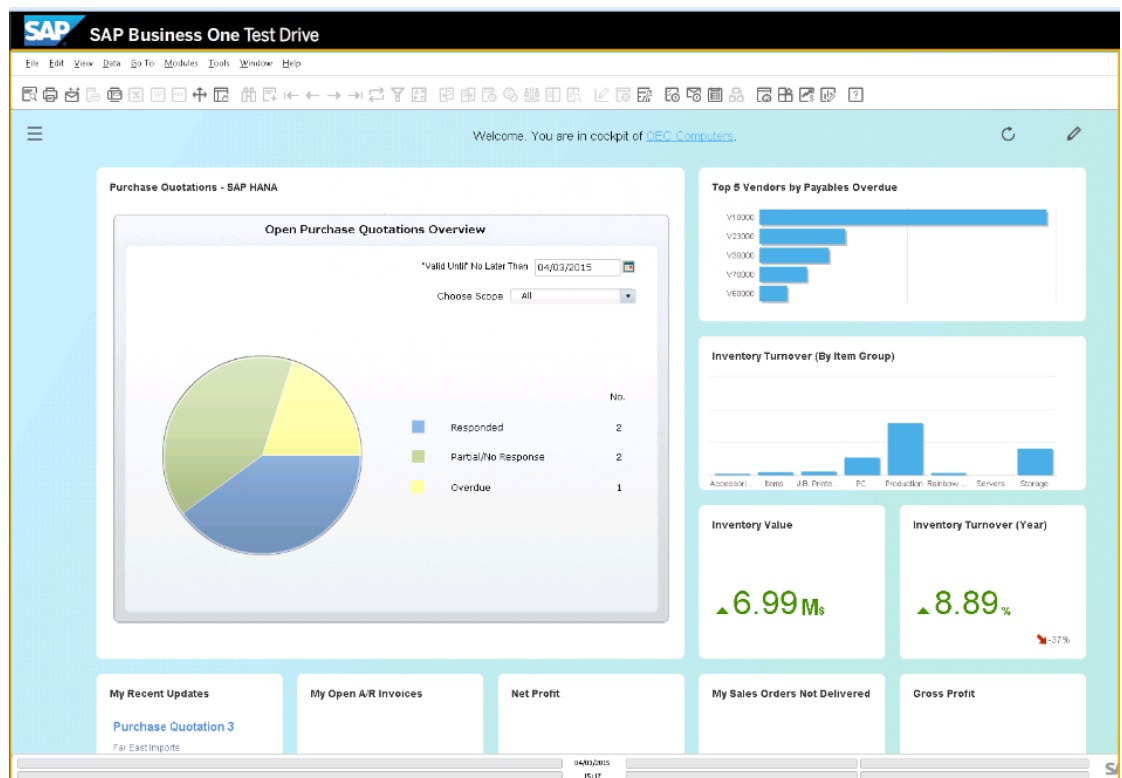 SAP SAP Business One Test Drive
File Edit View Data Go To Modules Tools Window Help
Welcome. You are in cockpit of OEC Computers.
Purchase Quotations - SAP HANA
Open Purchase Quotations Overview
"Valid Until" No Later Than 04/03/2015
Choose Scope All
No.
Responded 2
Partial/No Response 2
Overdue 1
Top 5 Vendors by Payables Overdue
V10000
V23000
V30000
V70000
V60000
Inventory Turnover (By Item Group)
Accessori... Items J.B. Printe... PC Production Rainbow ... Servers Storage
Inventory Value
6.99 M$
Inventory Turnover (Year)
8.89 %
-37%
My Recent Updates
Purchase Quotation 3
Far East Imports
My Open A/R Invoices
Net Profit
My Sales Orders Not Delivered
Gross Profit
04/03/2015
15:17